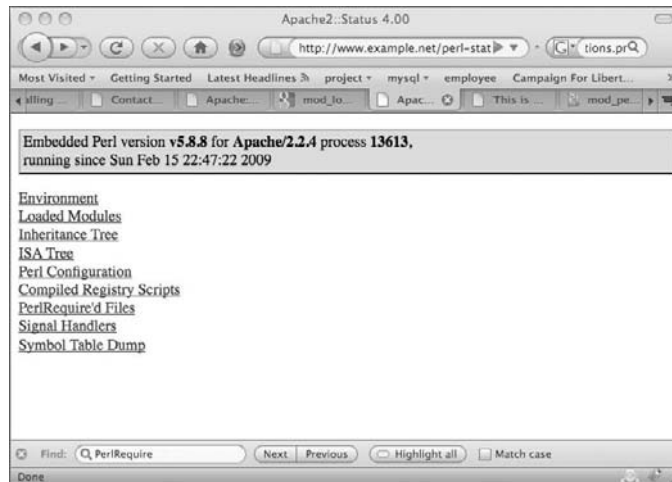 Apache2::Status 4.00
http://www.example.net/perl-stat
tions.pr
Most Visited Getting Started Latest Headlines project mysql employee Campaign For Libert...
alling ... Contact... Apache:... mod_lo... Apac... This is ... mod_pe...
Embedded Perl version v5.8.8 for Apache/2.2.4 process 13613,
running since Sun Feb 15 22:47:22 2009
Environment
Loaded Modules
Inheritance Tree
ISA Tree
Perl Configuration
Compiled Registry Scripts
PerlRequire'd Files
Signal Handlers
Symbol Table Dump
Find: PerlRequire Next Previous Highlight all Match case
Done